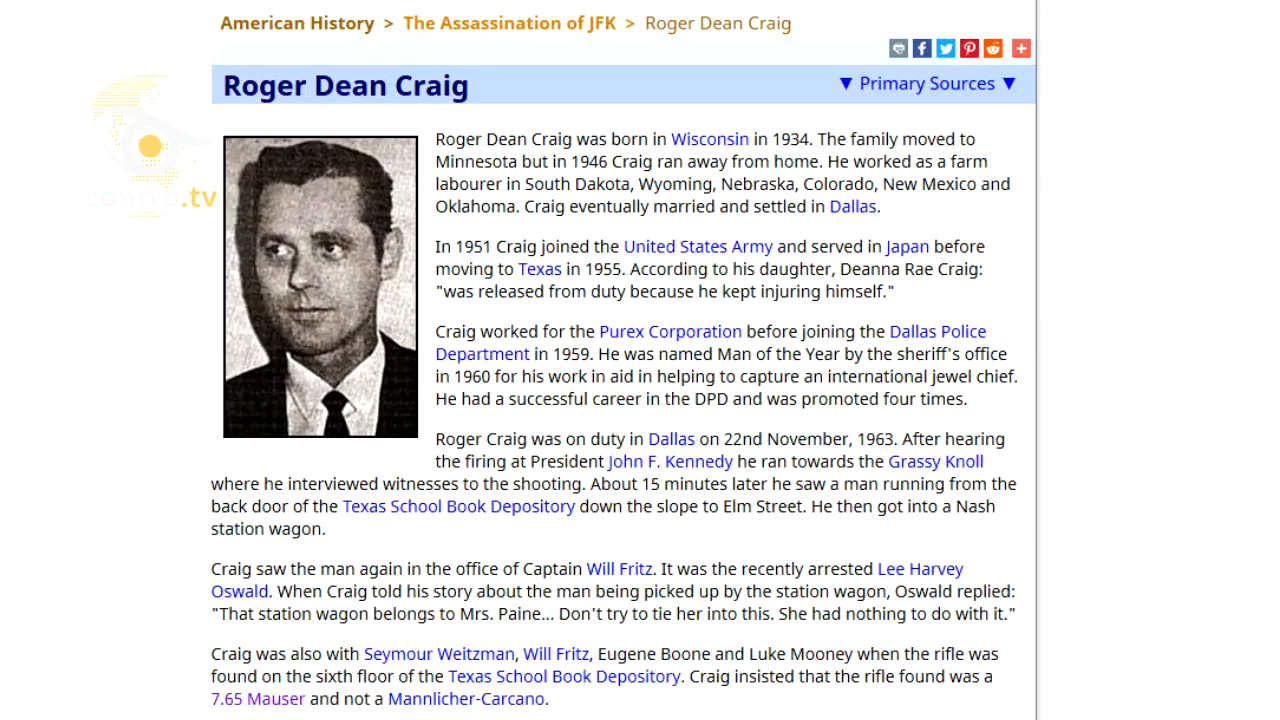 American History > The Assassination of JFK > Roger Dean Craig
Roger Dean Craig
▼ Primary Sources ▼
Roger Dean Craig was born in Wisconsin in 1934. The family moved to
Minnesota but in 1946 Craig ran away from home. He worked as a farm
labourer in South Dakota, Wyoming, Nebraska, Colorado, New Mexico and
Oklahoma. Craig eventually married and settled in Dallas.
In 1951 Craig joined the United States Army and served in Japan before
moving to Texas in 1955. According to his daughter, Deanna Rae Craig:
"was released from duty because he kept injuring himself."
Craig worked for the Purex Corporation before joining the Dallas Police
Department in 1959. He was named Man of the Year by the sheriff's office
in 1960 for his work in aid in helping to capture an international jewel chief.
He had a successful career in the DPD and was promoted four times.
Roger Craig was on duty in Dallas on 22nd November, 1963. After hearing
the firing at President John F. Kennedy he ran towards the Grassy Knoll
where he interviewed witnesses to the shooting. About 15 minutes later he saw a man running from the
back door of the Texas School Book Depository down the slope to Elm Street. He then got into a Nash
station wagon.
Craig saw the man again in the office of Captain Will Fritz. It was the recently arrested Lee Harvey
Oswald. When Craig told his story about the man being picked up by the station wagon, Oswald replied:
"That station wagon belongs to Mrs. Paine... Don't try to tie her into this. She had nothing to do with it."
Craig was also with Seymour Weitzman, Will Fritz, Eugene Boone and Luke Mooney when the rifle was
found on the sixth floor of the Texas School Book Depository. Craig insisted that the rifle found was a
7.65 Mauser and not a Mannlicher-Carcano.
.tv